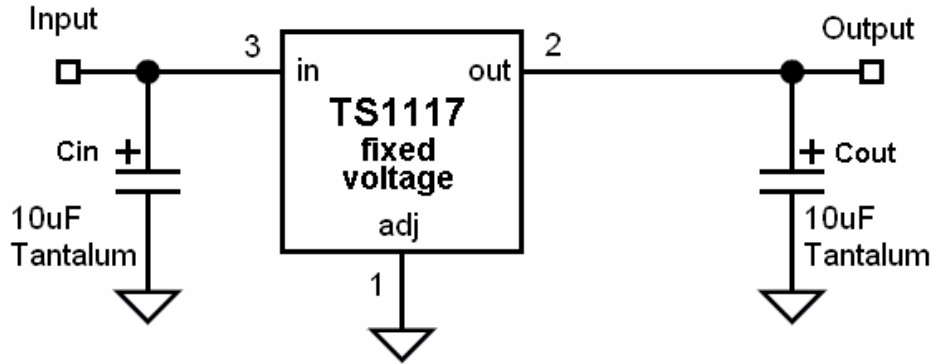 Input
Output
3
2
in
out
TS1117
fixed
voltage
adj
1
Cin +
10uF
Tantalum
+ Cout
10uF
Tantalum